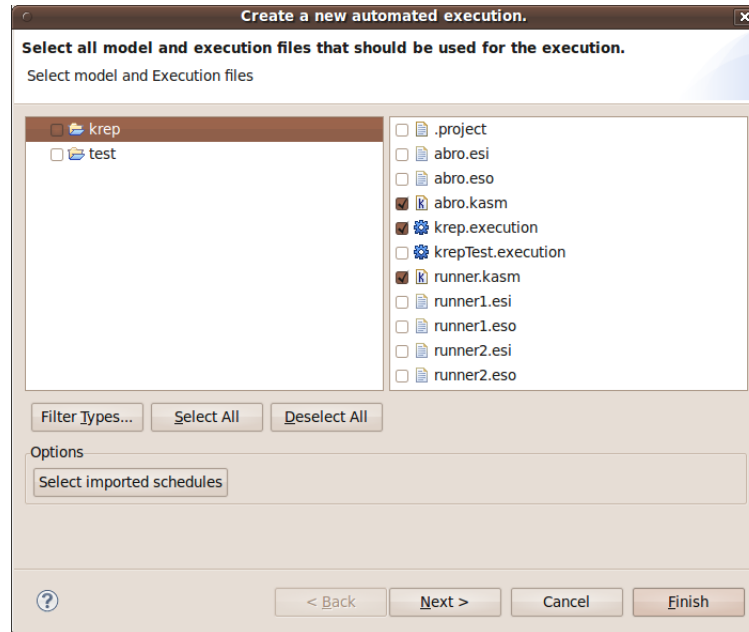 Create a new automated execution.
Select all model and execution files that should be used for the execution.
Select model and Execution files
krep
test
.project
abro.esi
abro.eso
abro.kasm
krep.execution
krepTest.execution
runner.kasm
runner1.esi
runner1.eso
runner2.esi
runner2.eso
Filter Types... Select All Deselect All
Options
Select imported schedules
< Back Next > Cancel Finish